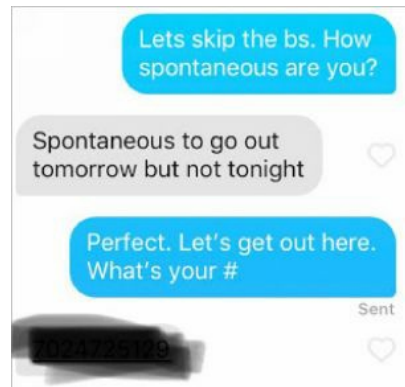 Lets skip the bs. How
spontaneous are you?
Spontaneous to go out
tomorrow but not tonight
Perfect. Let's get out here.
What's your #
Sent